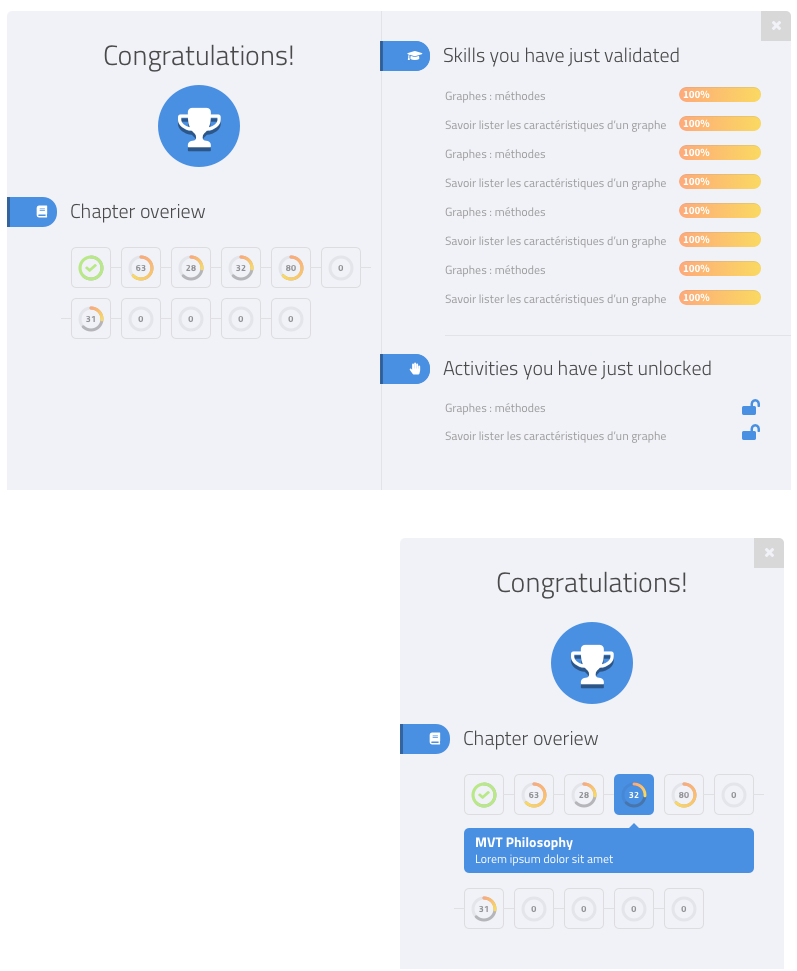 Congratulations!
Chapter overiew
63 28 32 80 0
31 0 0 0 0
Skills you have just validated
Graphes : méthodes 100%
Savoir lister les caractéristiques d'un graphe 100%
Graphes : méthodes 100%
Savoir lister les caractéristiques d'un graphe 100%
Graphes : méthodes 100%
Savoir lister les caractéristiques d'un graphe 100%
Graphes : méthodes 100%
Savoir lister les caractéristiques d'un graphe 100%
Activities you have just unlocked
Graphes : méthodes
Savoir lister les caractéristiques d'un graphe
Congratulations!
Chapter overiew
63 28 32 80 0
MVT Philosophy
Lorem ipsum dolor sit amet
31 0 0 0 0